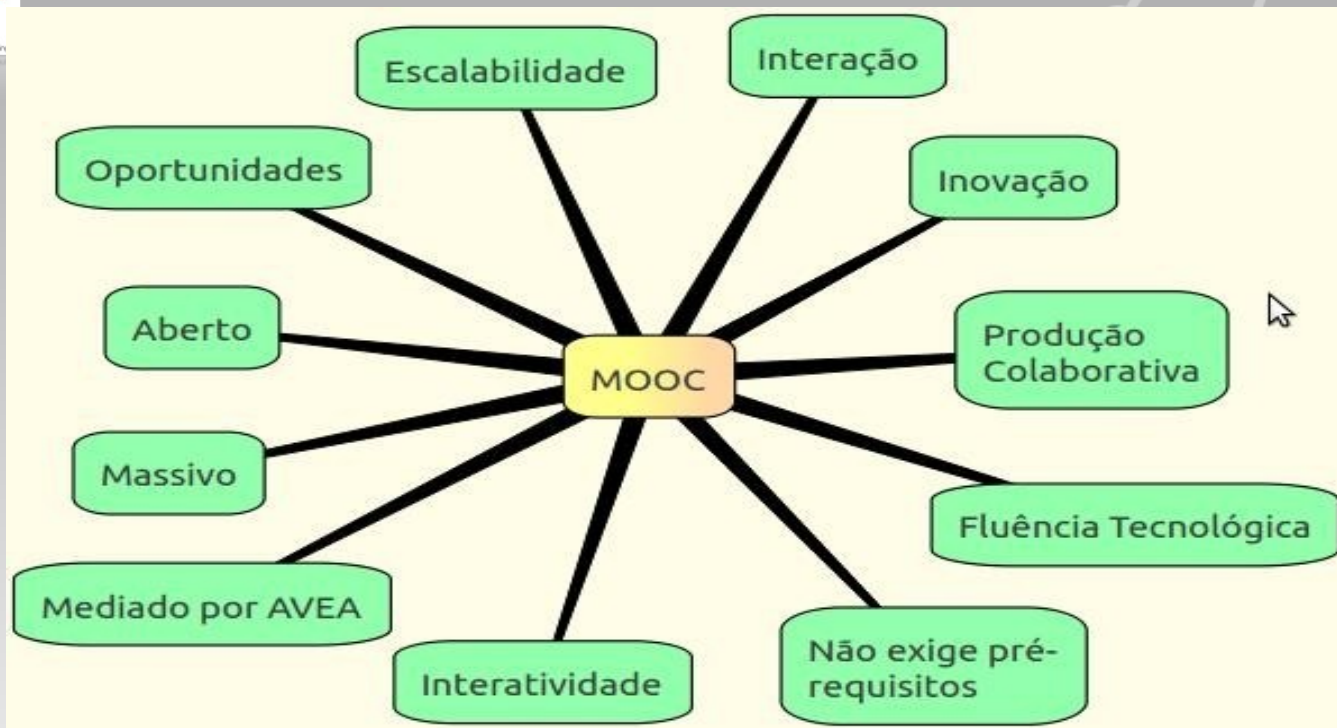 Escalabilidade
Interação
Oportunidades
Inovação
Aberto
Produção
Colaborativa
MOOC
Massivo
Fluência Tecnológica
Mediado por AVEA
Interatividade
Não exige pré-
requisitos